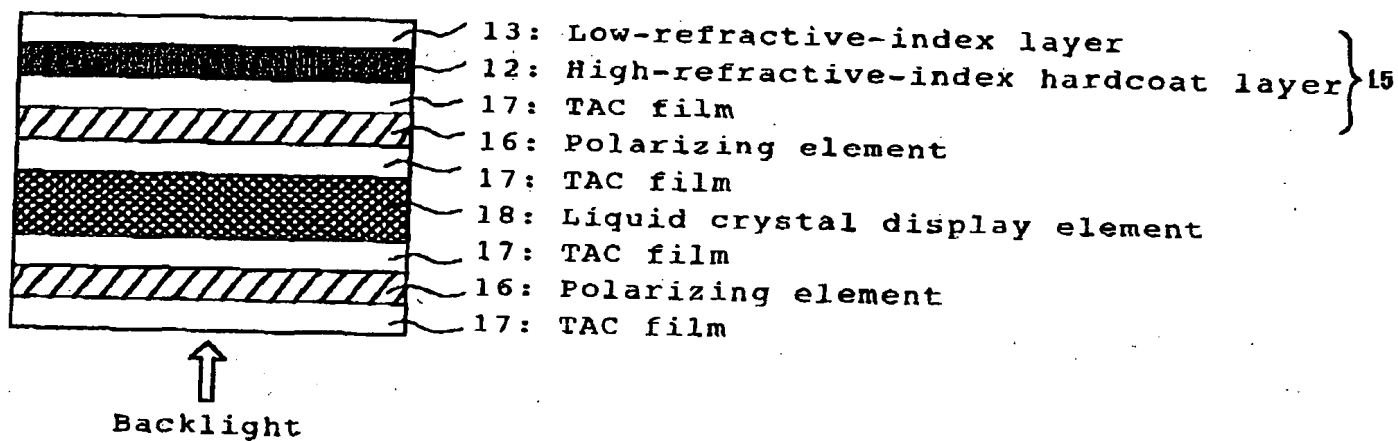 13: Low-refractive-index layer
12: High-refractive-index hardcoat layer
15
17: TAC film
16: Polarizing element
17: TAC film
18: Liquid crystal display element
17: TAC film
16: Polarizing element
17: TAC film
Backlight